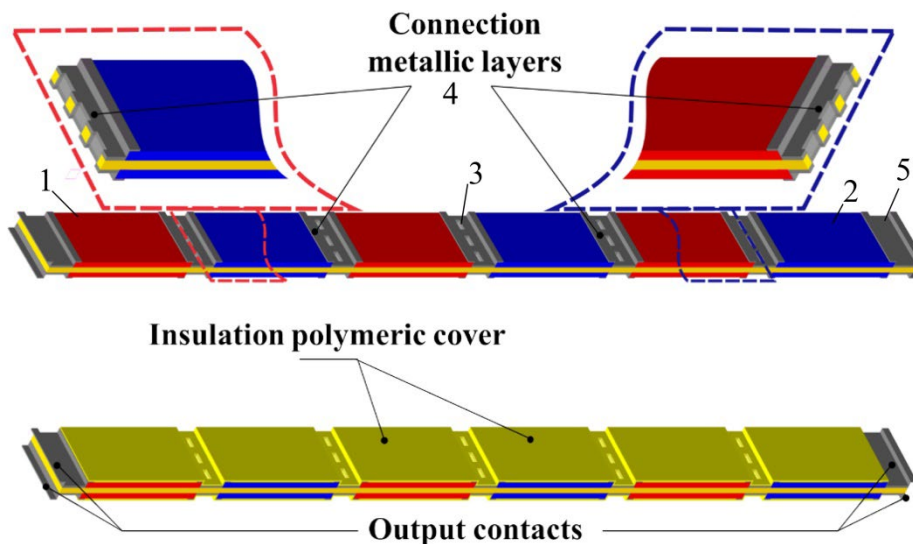 Connection
metallic layers
4
1
3
2
5
Insulation polymeric cover
Output contacts